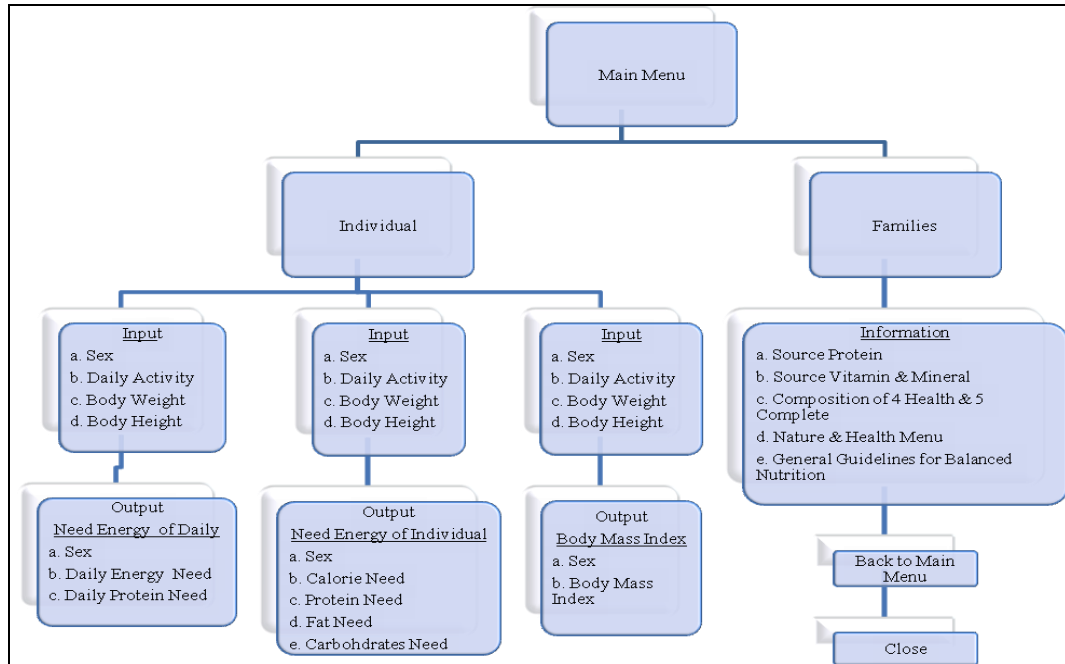 Main Menu
Individual
Families
Input
a. Sex
b. Daily Activity
c. Body Weight
d. Body Height
Input
a. Sex
b. Daily Activity
c. Body Weight
d. Body Height
Input
a. Sex
b. Daily Activity
c. Body Weight
d. Body Height
Information
a. Source Protein
b. Source Vitamin & Mineral
c. Composition of 4 Health & 5
Complete
d. Nature & Health Menu
e. General Guidelines for Balanced
Nutrition
Output
Need Energy of Daily
a. Sex
b. Daily Energy Need
c. Daily Protein Need
Output
Need Energy of Individual
a. Sex
b. Calorie Need
c. Protein Need
d. Fat Need
e. Carbohdrates Need
Output
Body Mass Index
a. Sex
b. Body Mass
Index
Back to Main
Menu
Close